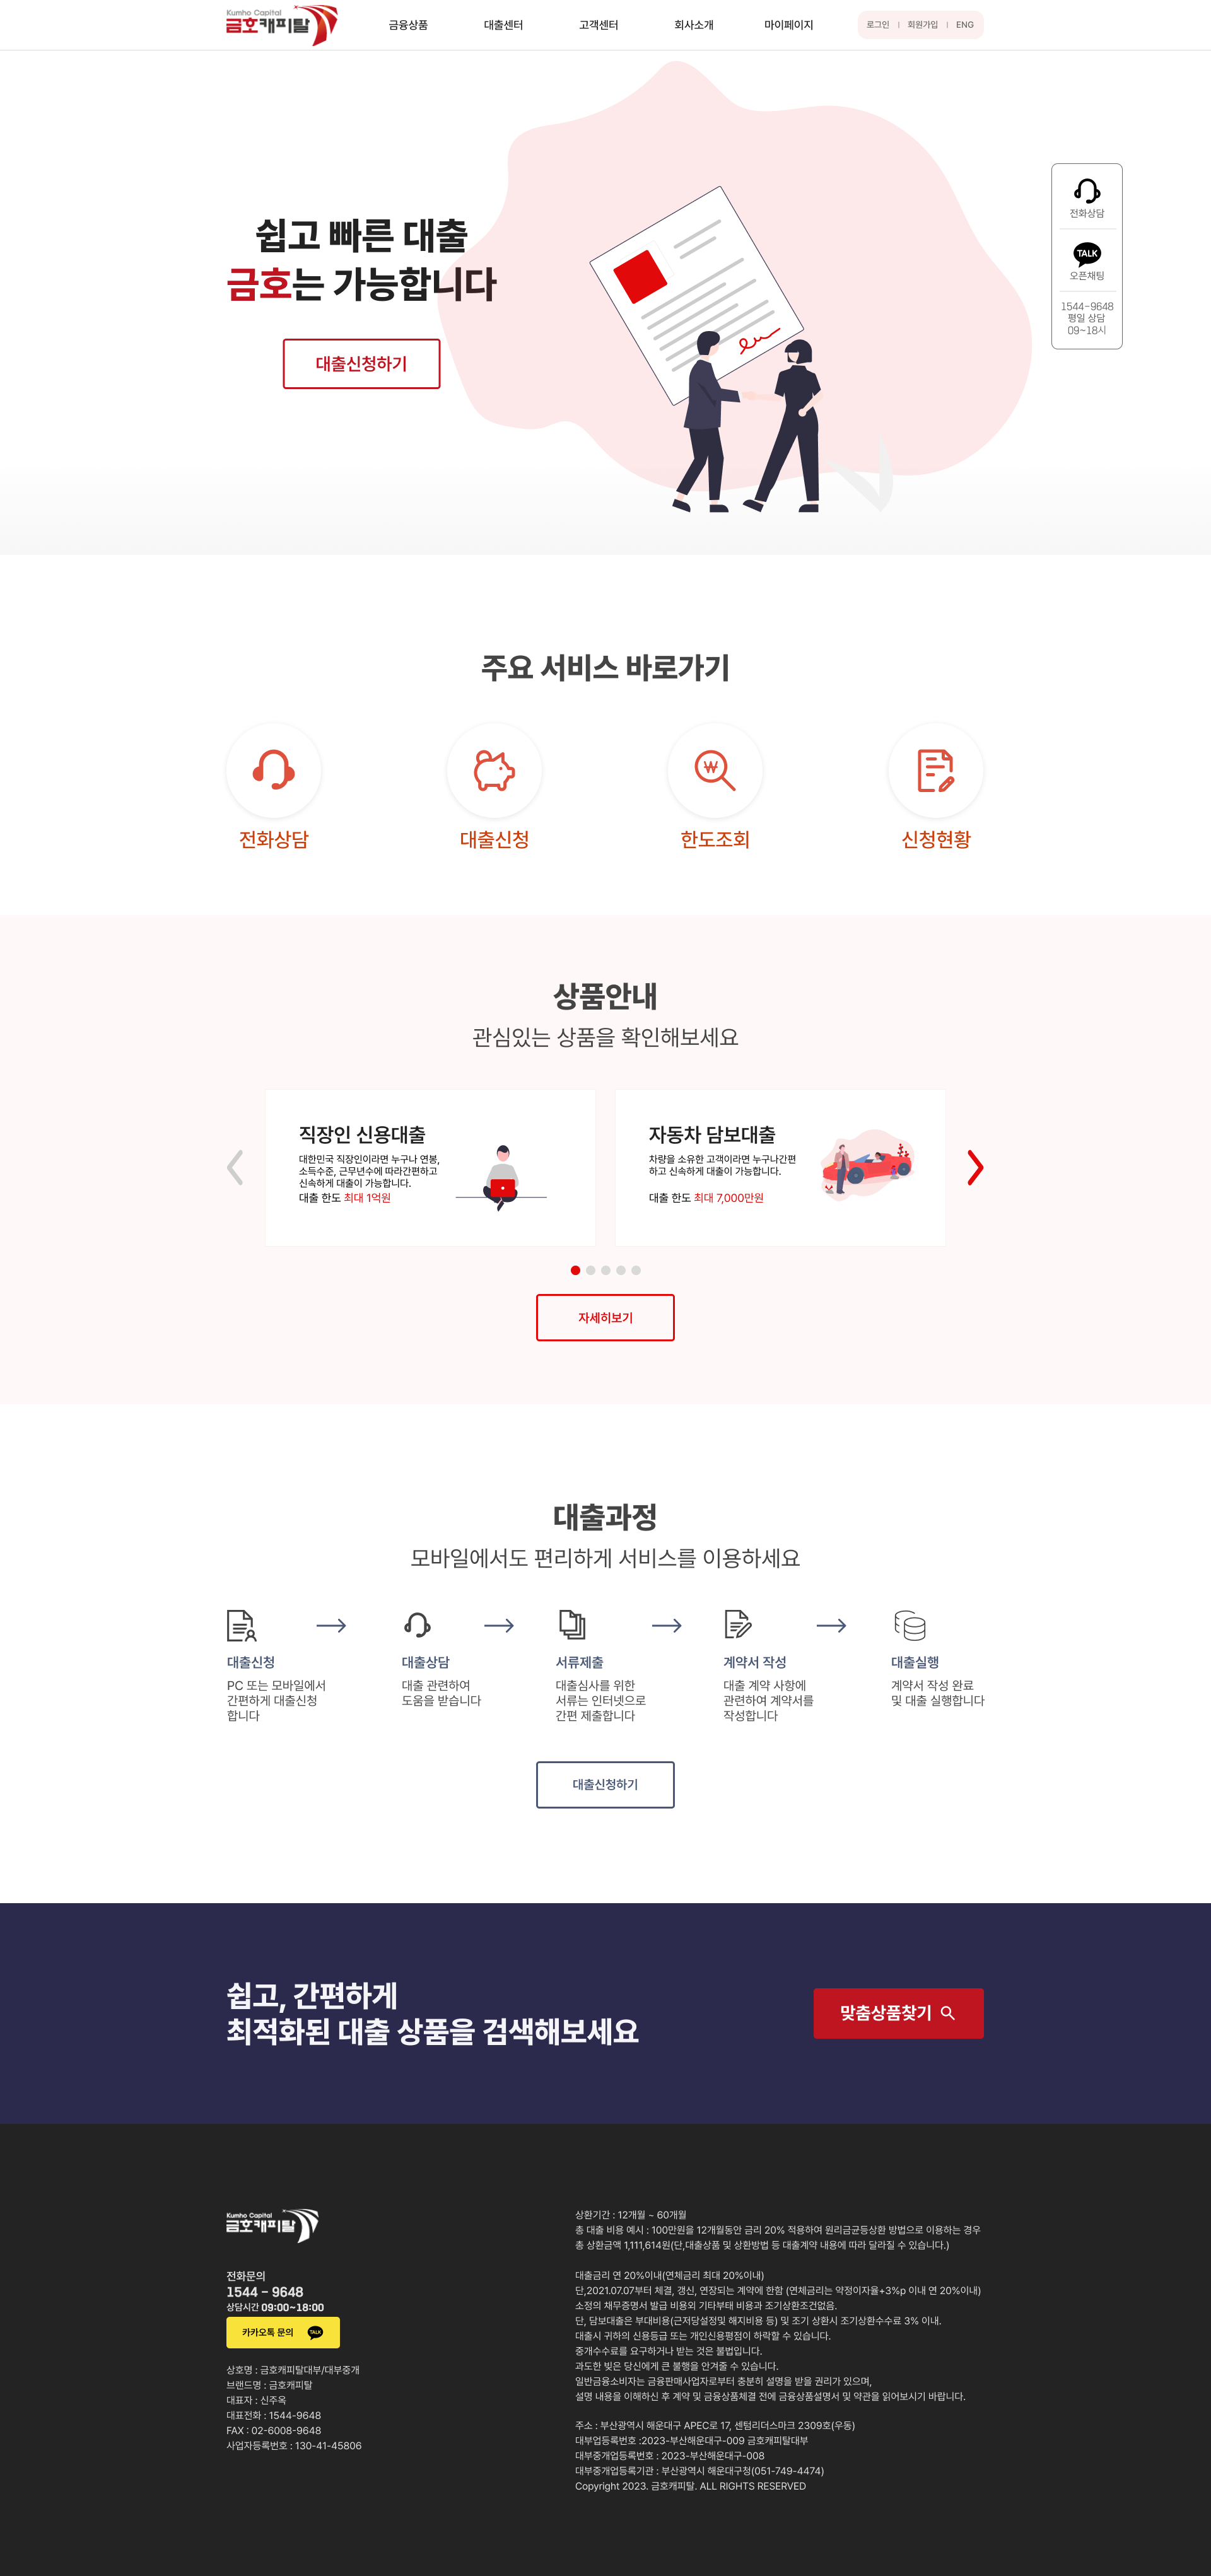 Kumho Capital
금호캐피탈
금융상품
대출센터
고객센터
회사소개
마이페이지
로그인 | 회원가입 | ENG
쉽고 빠른 대출
금호는 가능합니다
대출신청하기
전화상담
TALK
오픈채팅
1544-9648
평일 상담
09~18시
주요 서비스 바로가기
전화상담
대출신청
한도조회
신청현황
상품안내
관심있는 상품을 확인해보세요
직장인 신용대출
대한민국 직장인이라면 누구나 연봉,
소득수준, 근무년수에 따라간편하고
신속하게 대출이 가능합니다.
대출 한도 최대 1억원
자동차 담보대출
차량을 소유한 고객이라면 누구나간편
하고 신속하게 대출이 가능합니다.
대출 한도 최대 7,000만원
자세히보기
대출과정
모바일에서도 편리하게 서비스를 이용하세요
대출신청
PC 또는 모바일에서
간편하게 대출신청
합니다
대출상담
대출 관련하여
도움을 받습니다
서류제출
대출심사를 위한
서류는 인터넷으로
간편 제출합니다
계약서 작성
대출 계약 사항에
관련하여 계약서를
작성합니다
대출실행
계약서 작성 완료
및 대출 실행합니다
대출신청하기
쉽고, 간편하게
최적화된 대출 상품을 검색해보세요
맞춤상품찾기
Kumho Capital
금호캐피탈
전화문의
1544 - 9648
상담시간 09:00~18:00
카카오톡 문의 TALK
상호명 : 금호캐피탈대부/대부중개
브랜드명 : 금호캐피탈
대표자 : 신주옥
대표전화 : 1544-9648
FAX : 02-6008-9648
사업자등록번호 : 130-41-45806
상환기간 : 12개월 ~ 60개월
총 대출 비용 예시 : 100만원을 12개월동안 금리 20% 적용하여 원리금균등상환 방법으로 이용하는 경우
총 상환금액 1,111,614원(단,대출상품 및 상환방법 등 대출계약 내용에 따라 달라질 수 있습니다.)
대출금리 연 20%이내(연체금리 최대 20%이내)
단,2021.07.07부터 체결, 갱신, 연장되는 계약에 한함 (연체금리는 약정이자율+3%p 이내 연 20%이내)
소정의 채무증명서 발급 비용외 기타부태 비용과 조기상환조건없음.
단, 담보대출은 부대비용(근저당설정및 해지비용 등) 및 조기 상환시 조기상환수수료 3% 이내.
대출시 귀하의 신용등급 또는 개인신용평점이 하락할 수 있습니다.
중개수수료를 요구하거나 받는 것은 불법입니다.
과도한 빚은 당신에게 큰 불행을 안겨줄 수 있습니다.
일반금융소비자는 금융판매사업자로부터 충분히 설명을 받을 권리가 있으며,
설명 내용을 이해하신 후 계약 및 금융상품체결 전에 금융상품설명서 및 약관을 읽어보시기 바랍니다.
주소 : 부산광역시 해운대구 APEC로 17, 센텀리더스마크 2309호(우동)
대부업등록번호 :2023-부산해운대구-009 금호캐피탈대부
대부중개업등록번호 : 2023-부산해운대구-008
대부중개업등록기관 : 부산광역시 해운대구청(051-749-4474)
Copyright 2023. 금호캐피탈. ALL RIGHTS RESERVED